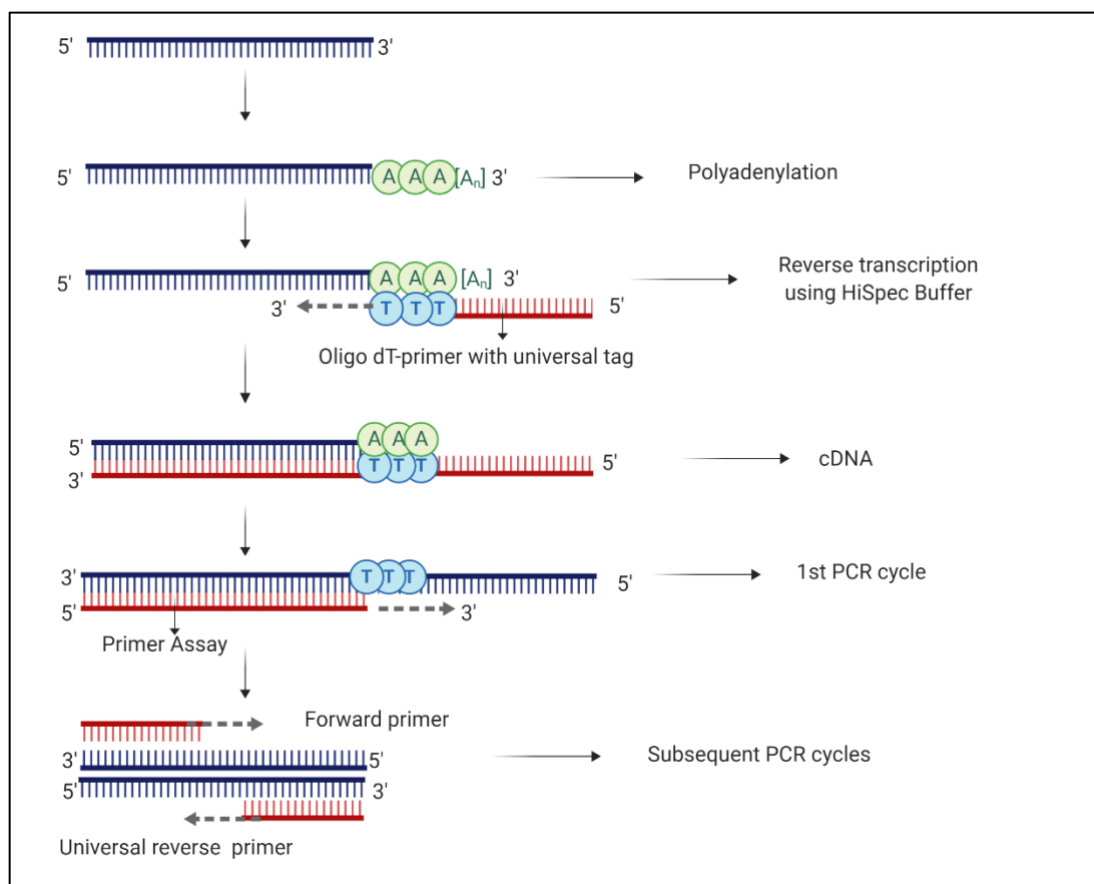 5' 3'
5' A A A [Aₙ] 3' Polyadenylation
5' A A A [Aₙ] 3' Reverse transcription
using HiSpec Buffer
3' T T T 5'
Oligo dT-primer with universal tag
5' A A A
3' T T T 5' cDNA
3' T T T 5' 1st PCR cycle
5' 3'
Primer Assay
Forward primer
3' 5' Subsequent PCR cycles
5' 3'
Universal reverse primer